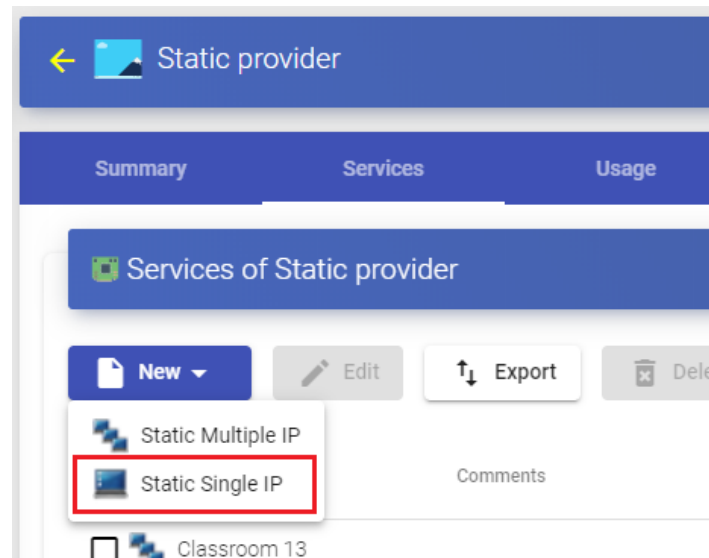 Static provider
Summary Services Usage
Services of Static provider
New Edit Export Dele
Static Multiple IP
Static Single IP
Comments
Classroom 13